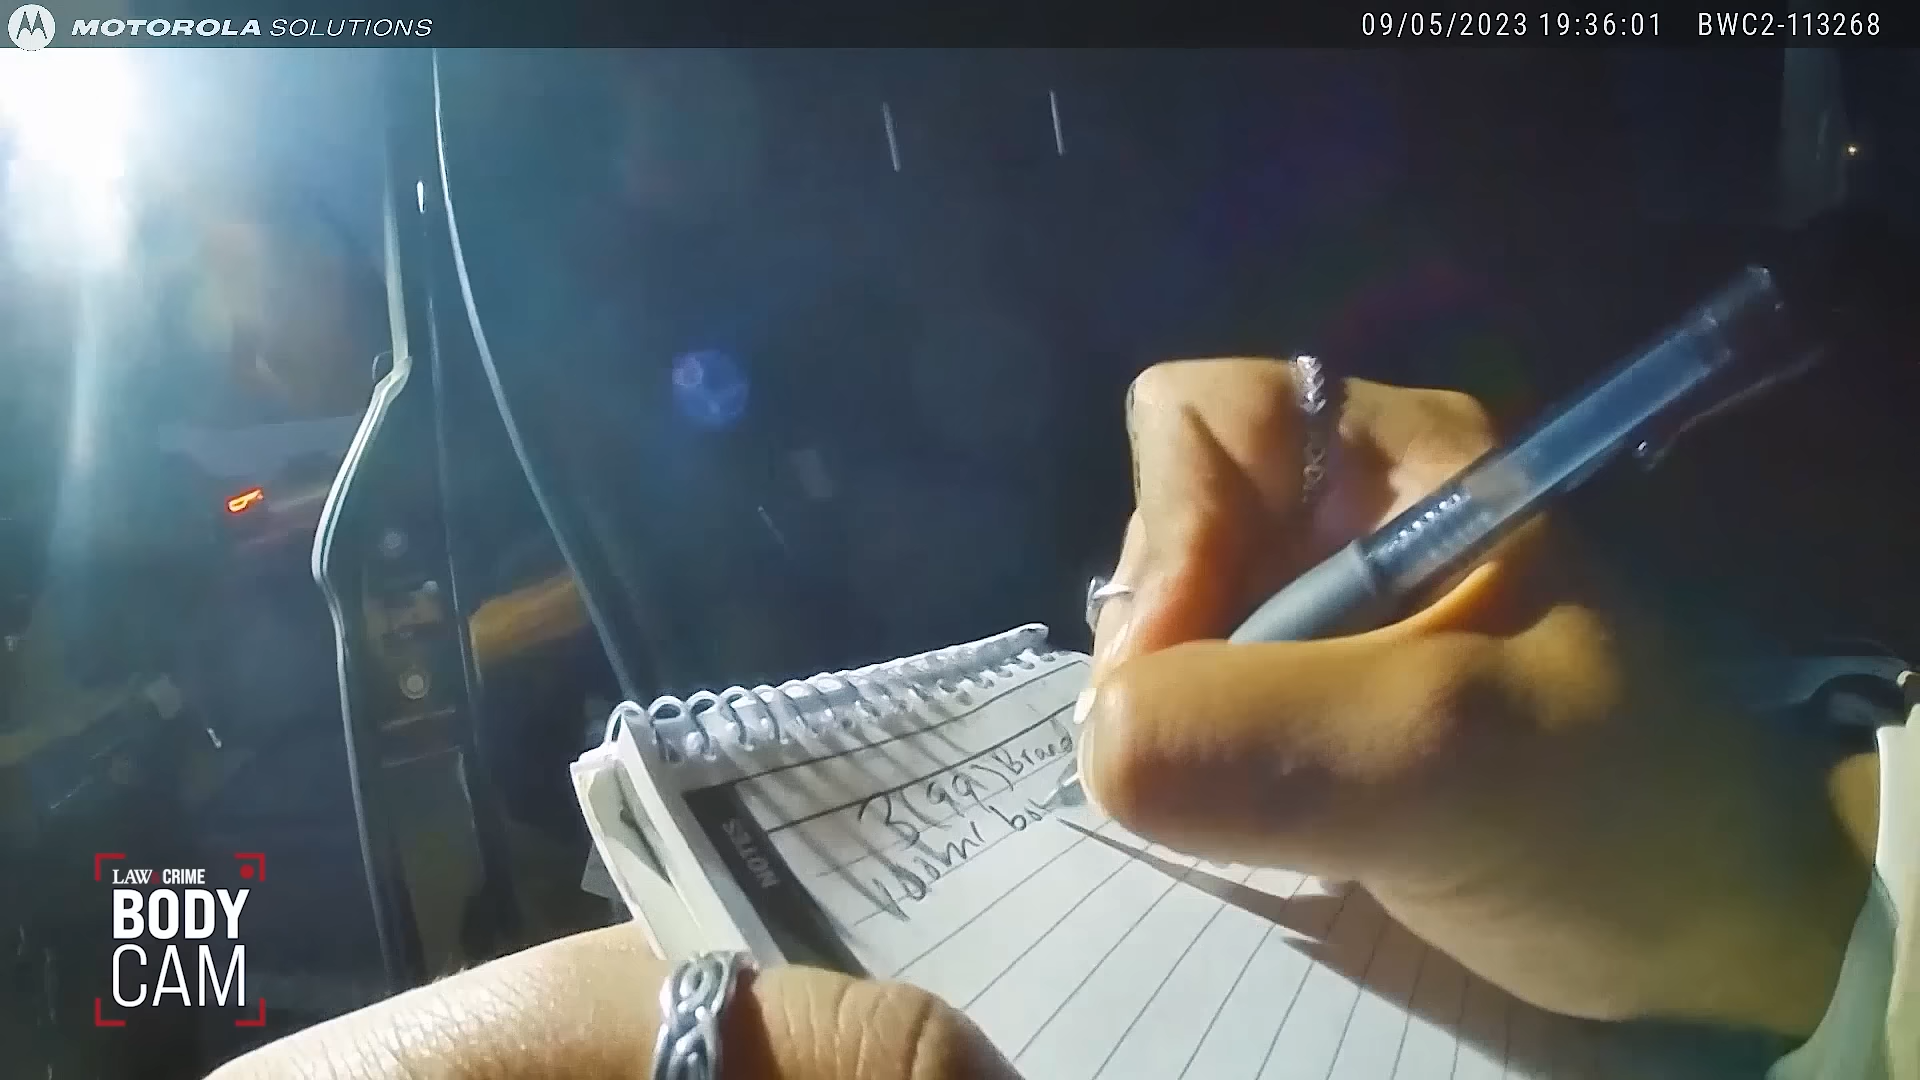 MOTOROLA SOLUTIONS
09/05/2023 19:36:01 BWC2-113268
B(99) Brand
NOTES
LAW&CRIME
BODY
CAM